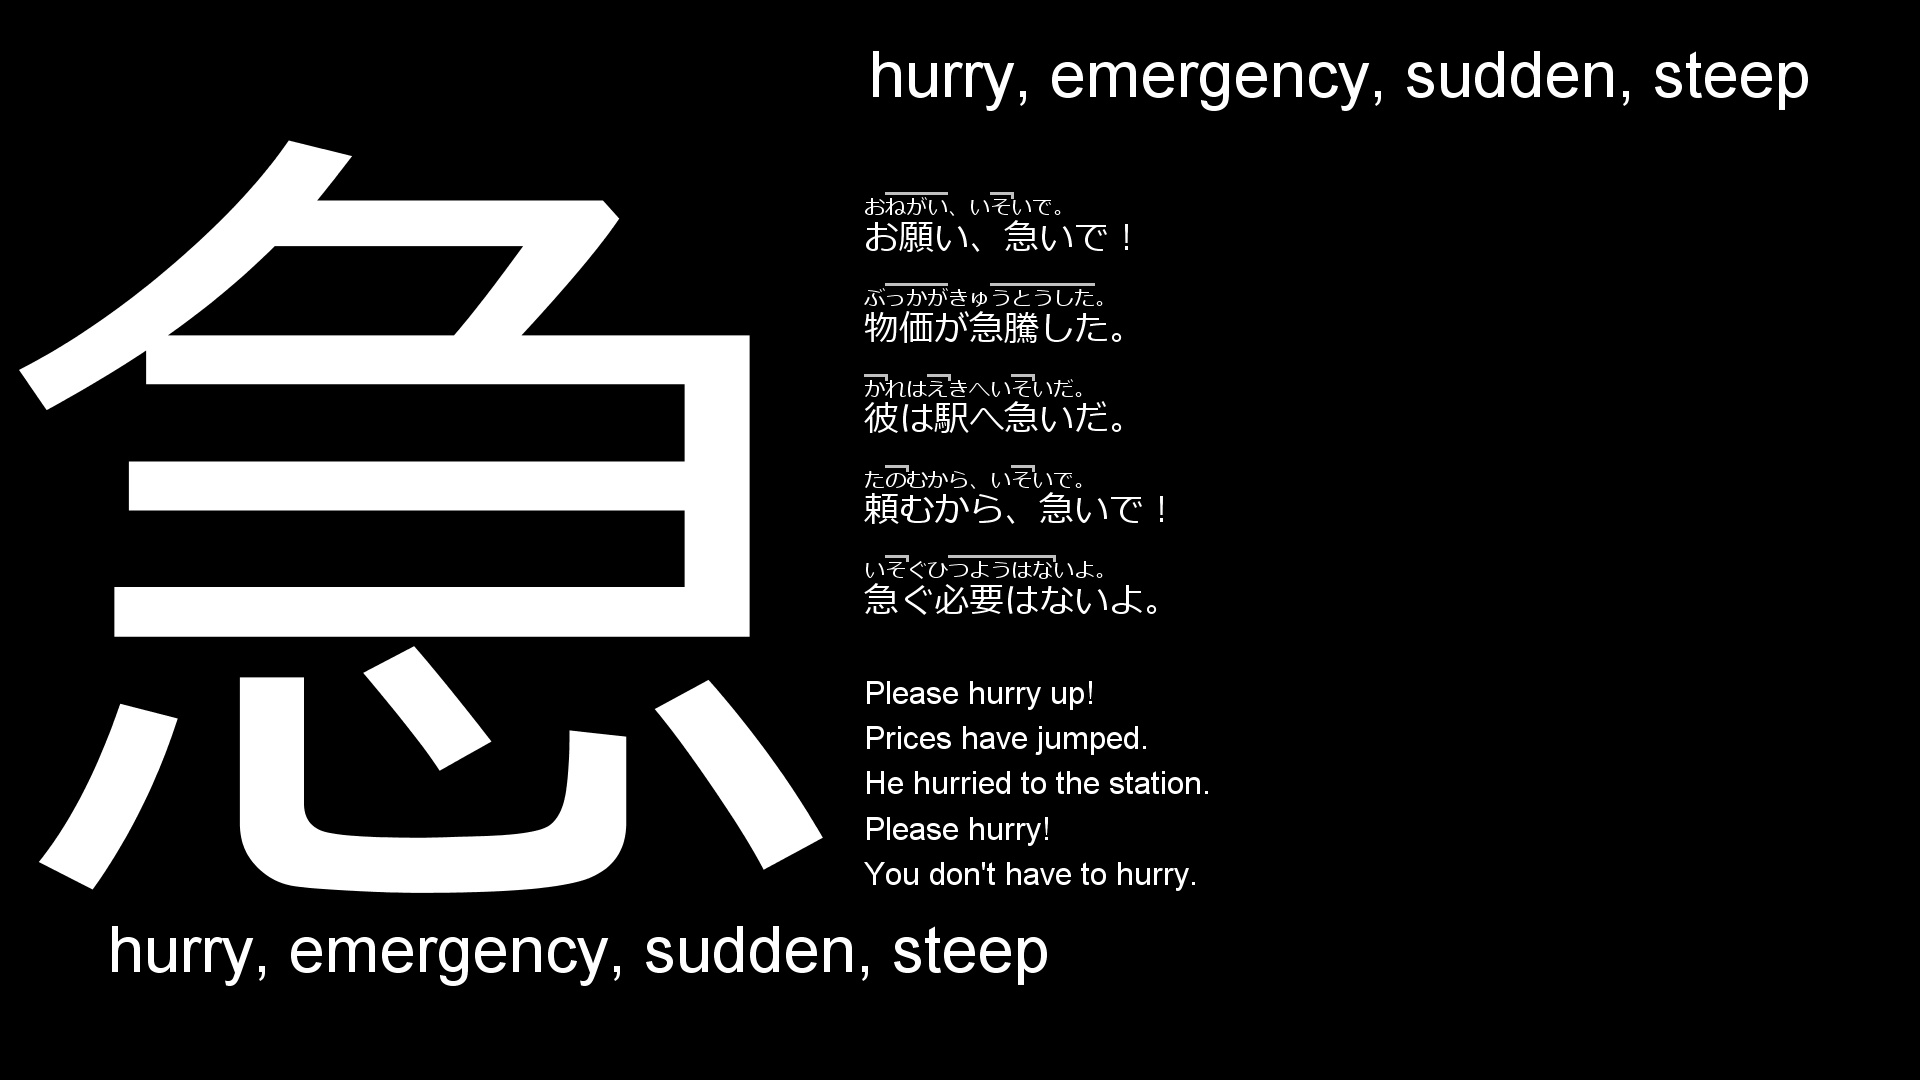 急
hurry, emergency, sudden, steep
おねがい、いそいで。
お願い、急いで！
ぶっかがきゅうとうした。
物価が急騰した。
かれはえきへいそいだ。
彼は駅へ急いだ。
たのむから、いそいで。
頼むから、急いで！
いそぐひつようはないよ。
急ぐ必要はないよ。
Please hurry up!
Prices have jumped.
He hurried to the station.
Please hurry!
You don't have to hurry.
hurry, emergency, sudden, steep